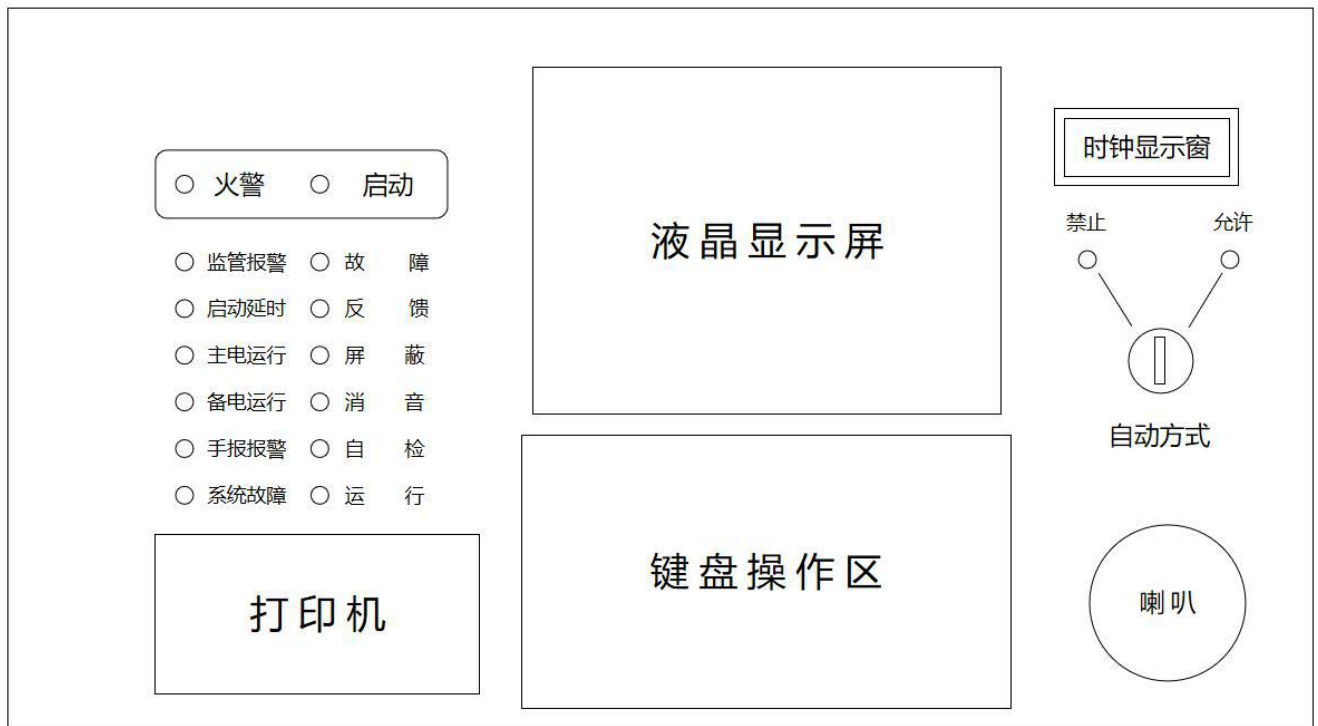 火警 启动
监管报警 故障
启动延时 反馈
主电运行 屏蔽
备电运行 消音
手报报警 自检
系统故障 运行
打印机
液晶显示屏
键盘操作区
时钟显示窗
禁止 允许
自动方式
喇叭